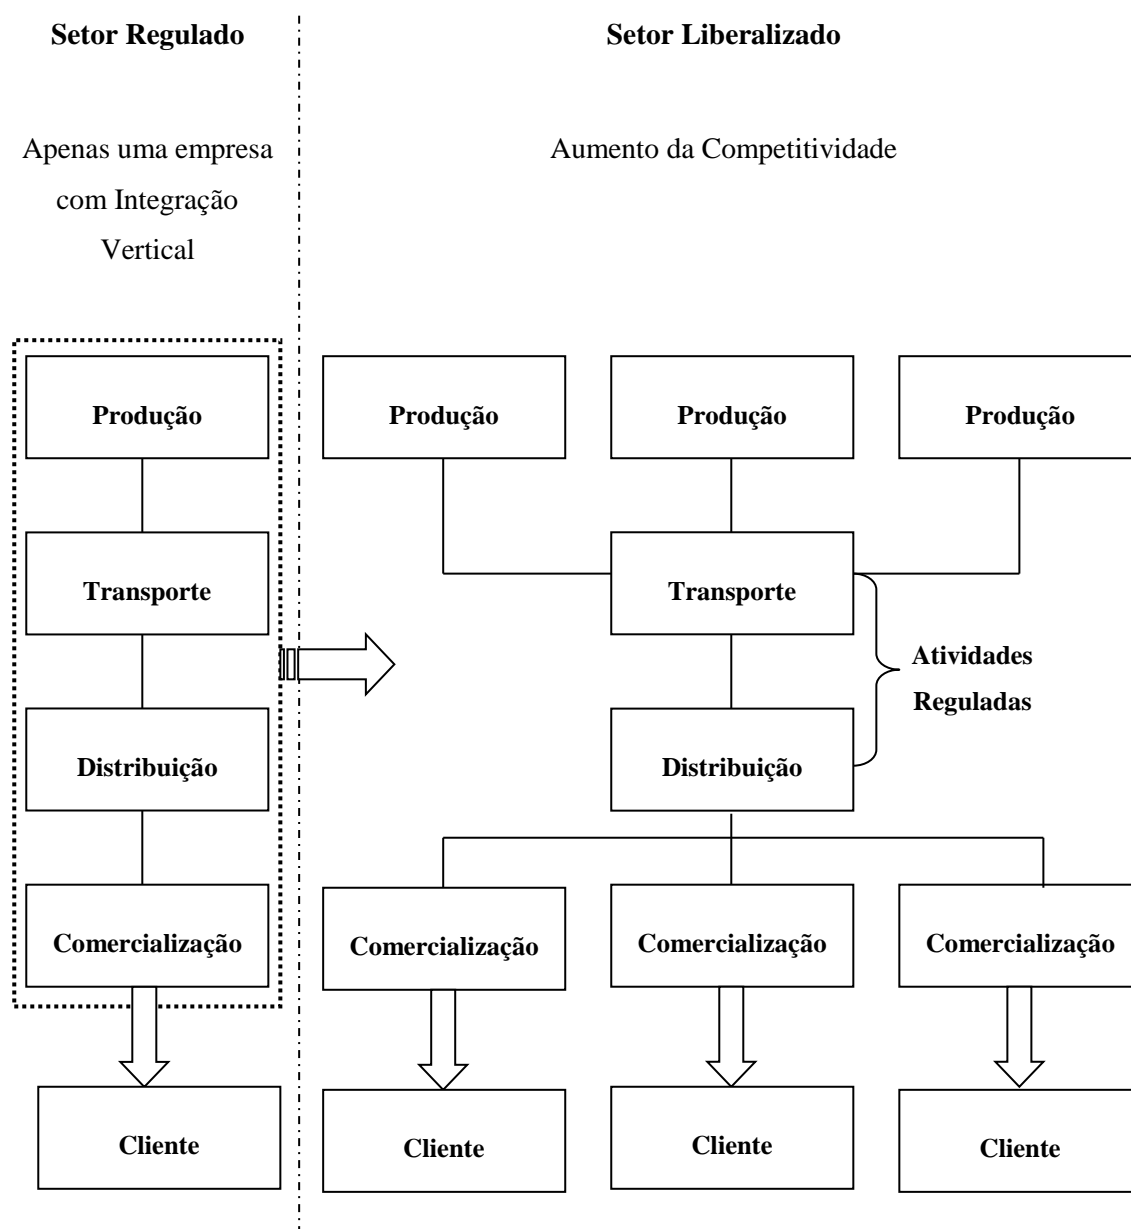 Setor Regulado
Setor Liberalizado
Apenas uma empresa
com Integração
Vertical
Aumento da Competitividade
Produção
Produção
Produção
Produção
Transporte
Transporte
Atividades
Reguladas
Distribuição
Distribuição
Comercialização
Comercialização
Comercialização
Comercialização
Cliente
Cliente
Cliente
Cliente